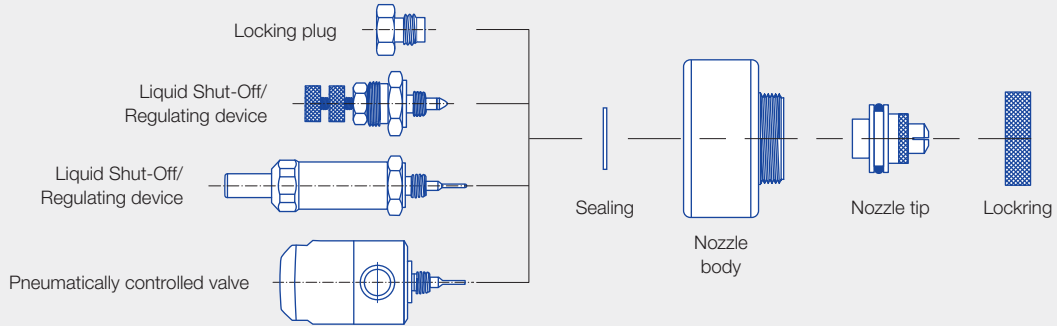 Locking plug
Liquid Shut-Off/
Regulating device
Liquid Shut-Off/
Regulating device
Pneumatically controlled valve
Sealing
Nozzle
body
Nozzle tip
Lockring